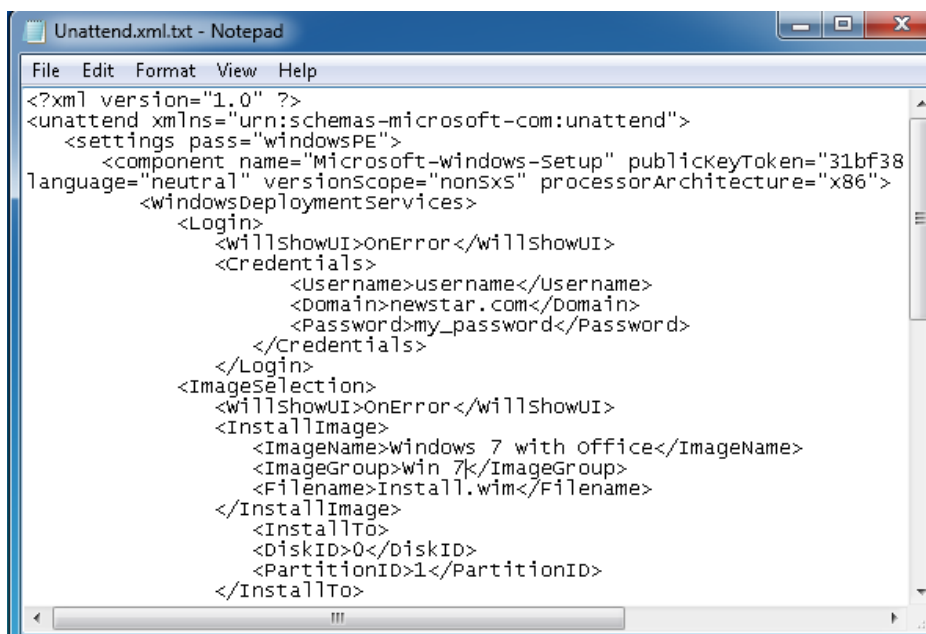 Unattend.xml.txt - Notepad
File Edit Format View Help
<?xml version="1.0" ?>
<unattend xmlns="urn:schemas-microsoft-com:unattend">
<settings pass="windowsPE">
<component name="Microsoft-Windows-Setup" publicKeyToken="31bf38
language="neutral" versionScope="nonSxS" processorArchitecture="x86">
<WindowsDeploymentServices>
<Login>
<WillShowUI>OnError</WillShowUI>
<Credentials>
<Username>username</Username>
<Domain>newstar.com</Domain>
<Password>my_password</Password>
</Credentials>
</Login>
<ImageSelection>
<WillShowUI>OnError</WillShowUI>
<InstallImage>
<ImageName>Windows 7 with Office</ImageName>
<ImageGroup>Win 7</ImageGroup>
<Filename>Install.wim</Filename>
</InstallImage>
<InstallTo>
<DiskID>0</DiskID>
<PartitionID>1</PartitionID>
</InstallTo>